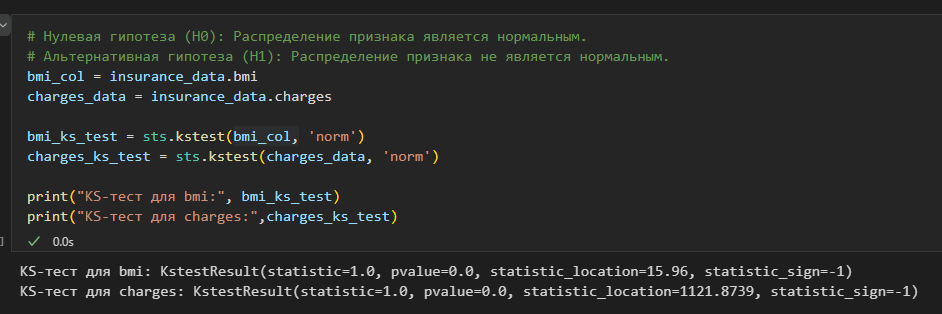 # Нулевая гипотеза (H0): Распределение признака является нормальным.
# Альтернативная гипотеза (H1): Распределение признака не является нормальным.
bmi_col = insurance_data.bmi
charges_data = insurance_data.charges
bmi_ks_test = sts.kstest(bmi_col, 'norm')
charges_ks_test = sts.kstest(charges_data, 'norm')
print("KS-тест для bmi:", bmi_ks_test)
print("KS-тест для charges:",charges_ks_test)
0.0s
KS-тест для bmi: KstestResult(statistic=1.0, pvalue=0.0, statistic_location=15.96, statistic_sign=-1)
KS-тест для charges: KstestResult(statistic=1.0, pvalue=0.0, statistic_location=1121.8739, statistic_sign=-1)